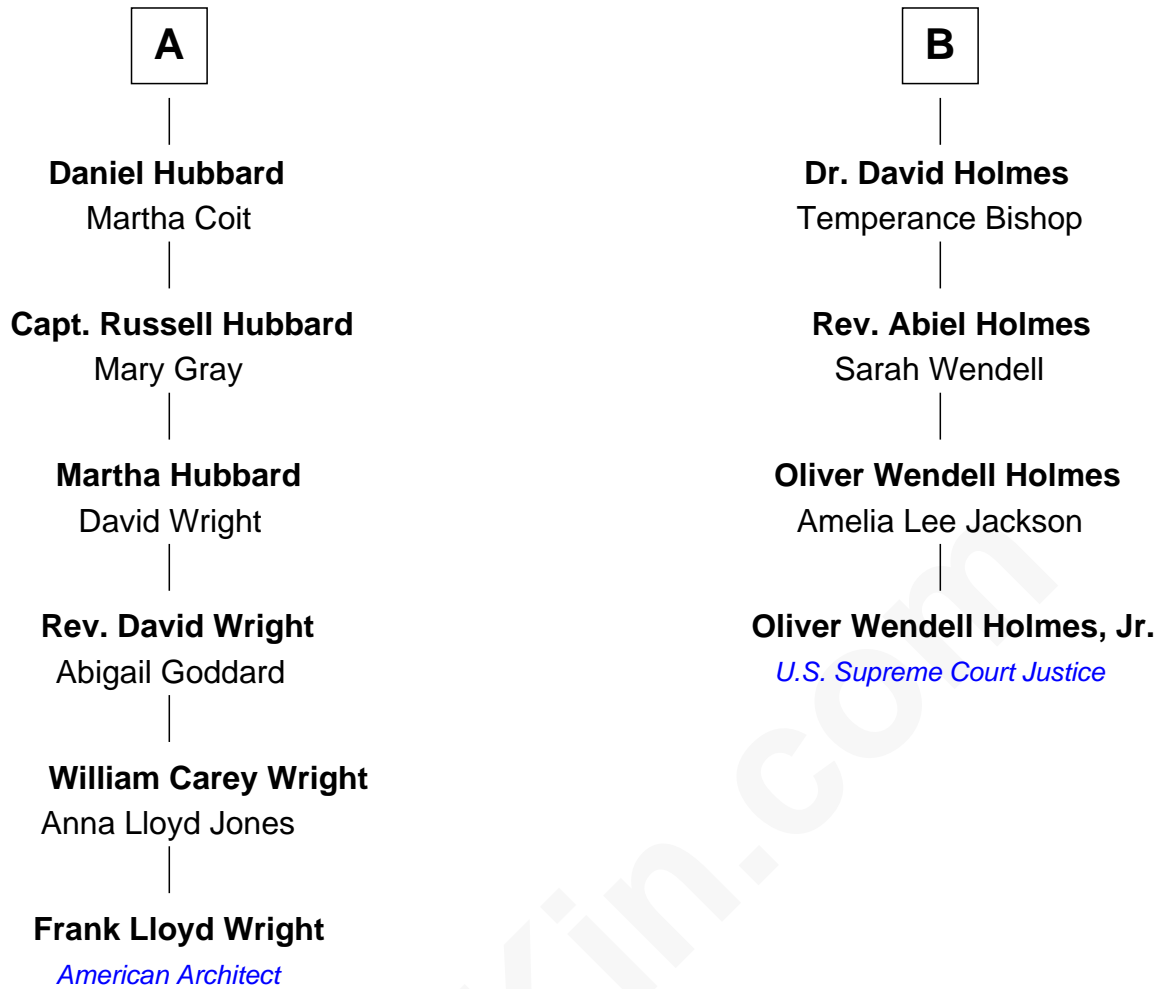 A
Daniel Hubbard
Martha Coit
Capt. Russell Hubbard
Mary Gray
Martha Hubbard
David Wright
Rev. David Wright
Abigail Goddard
William Carey Wright
Anna Lloyd Jones
Frank Lloyd Wright
American Architect
B
Dr. David Holmes
Temperance Bishop
Rev. Abiel Holmes
Sarah Wendell
Oliver Wendell Holmes
Amelia Lee Jackson
Oliver Wendell Holmes, Jr.
U.S. Supreme Court Justice